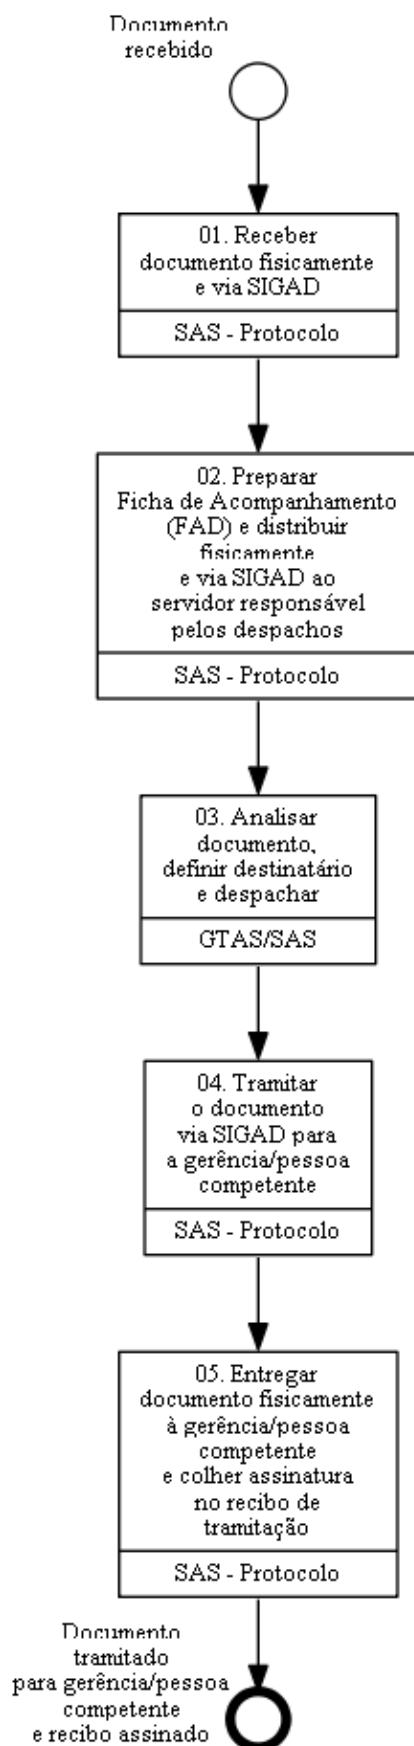 Documento
recebido
01. Receber
documento fisicamente
e via SIGAD
SAS - Protocolo
02. Preparar
Ficha de Acompanhamento
(FAD) e distribuir
fisicamente
e via SIGAD ao
servidor responsável
pelos despachos
SAS - Protocolo
03. Analisar
documento,
definir destinatário
e despachar
GTAS/SAS
04. Tramitar
o documento
via SIGAD para
a gerência/pessoa
competente
SAS - Protocolo
05. Entregar
documento fisicamente
à gerência/pessoa
competente
e colher assinatura
no recibo de
tramitação
SAS - Protocolo
Documento
tramitado
para gerência/pessoa
competente
e recibo assinado